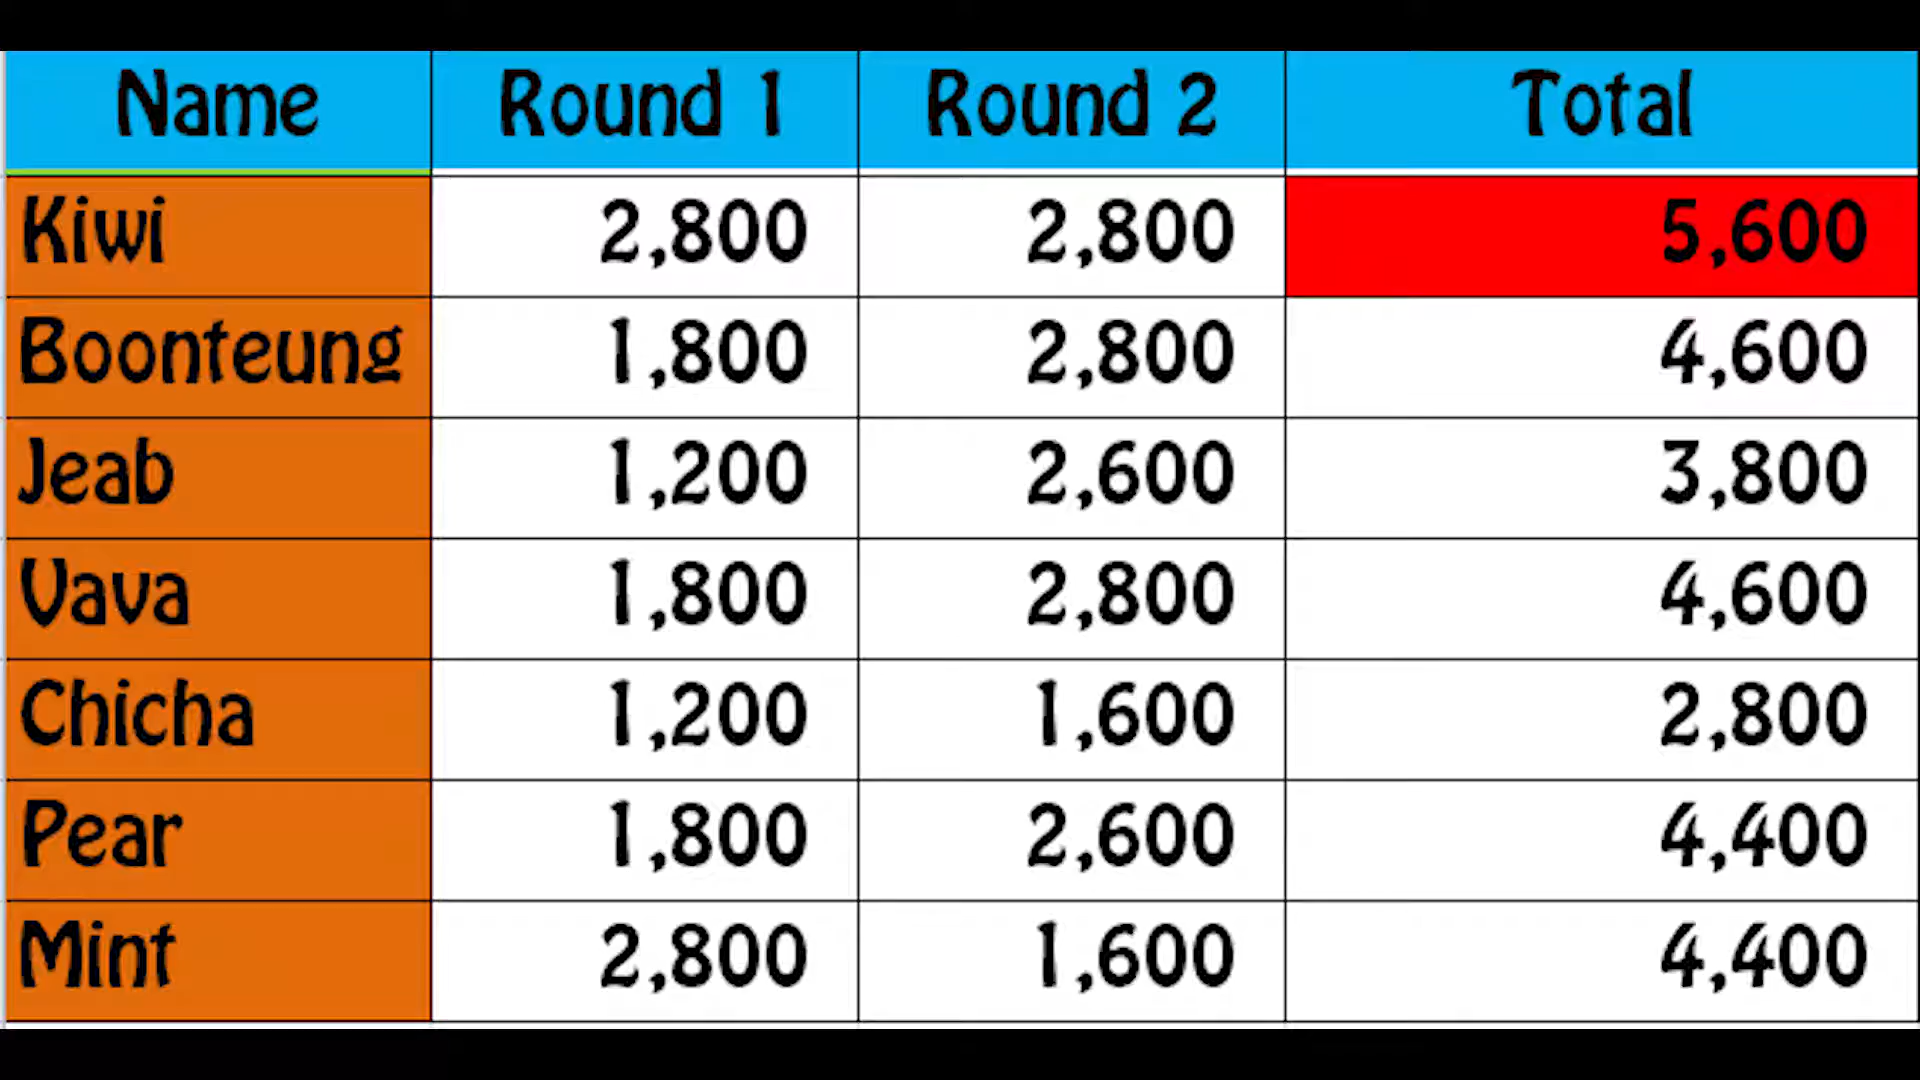 Name Round 1 Round 2 Total
Kiwi 2,800 2,800 5,600
Boonteung 1,800 2,800 4,600
Jeab 1,200 2,600 3,800
Vava 1,800 2,800 4,600
Chicha 1,200 1,600 2,800
Pear 1,800 2,600 4,400
Mint 2,800 1,600 4,400